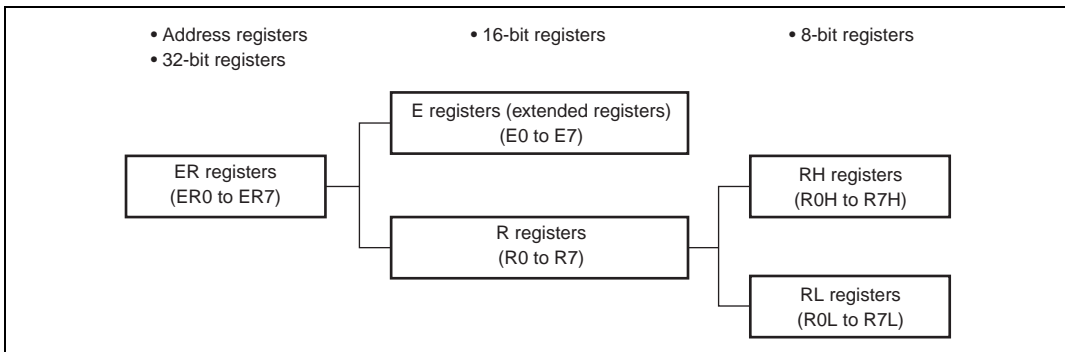 • Address registers
• 32-bit registers
• 16-bit registers
• 8-bit registers
E registers (extended registers)
(E0 to E7)
ER registers
(ER0 to ER7)
RH registers
(R0H to R7H)
R registers
(R0 to R7)
RL registers
(R0L to R7L)